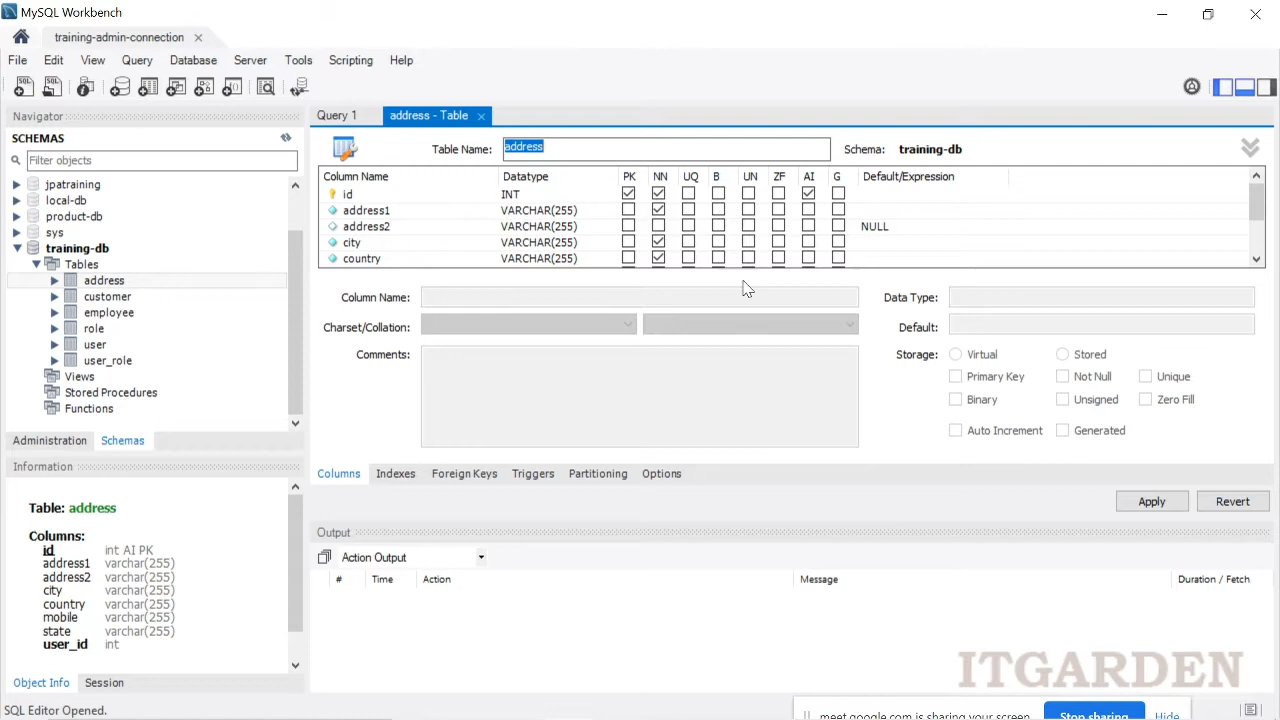 MySQL Workbench
training-admin-connection
File Edit View Query Database Server Tools Scripting Help
Navigator
SCHEMAS
Filter objects
jpatraining
local-db
product-db
sys
training-db
Tables
address
customer
employee
role
user
user_role
Views
Stored Procedures
Functions
Administration Schemas
Information
Table: address
Columns:
id int AI PK
address1 varchar(255)
address2 varchar(255)
city varchar(255)
country varchar(255)
mobile varchar(255)
state varchar(255)
user_id int
Object Info Session
SQL Editor Opened.
Query 1 address - Table
Table Name: address Schema: training-db
Column Name Datatype PK NN UQ B UN ZF AI G Default/Expression
id INT
address1 VARCHAR(255)
address2 VARCHAR(255) NULL
city VARCHAR(255)
country VARCHAR(255)
Column Name: Data Type:
Charset/Collation: Default:
Comments: Storage: Virtual Stored
Primary Key Not Null Unique
Binary Unsigned Zero Fill
Auto Increment Generated
Columns Indexes Foreign Keys Triggers Partitioning Options
Apply Revert
Output
Action Output
# Time Action Message Duration / Fetch
ITGARDEN
meet.google.com is sharing your screen. Stop sharing Hide